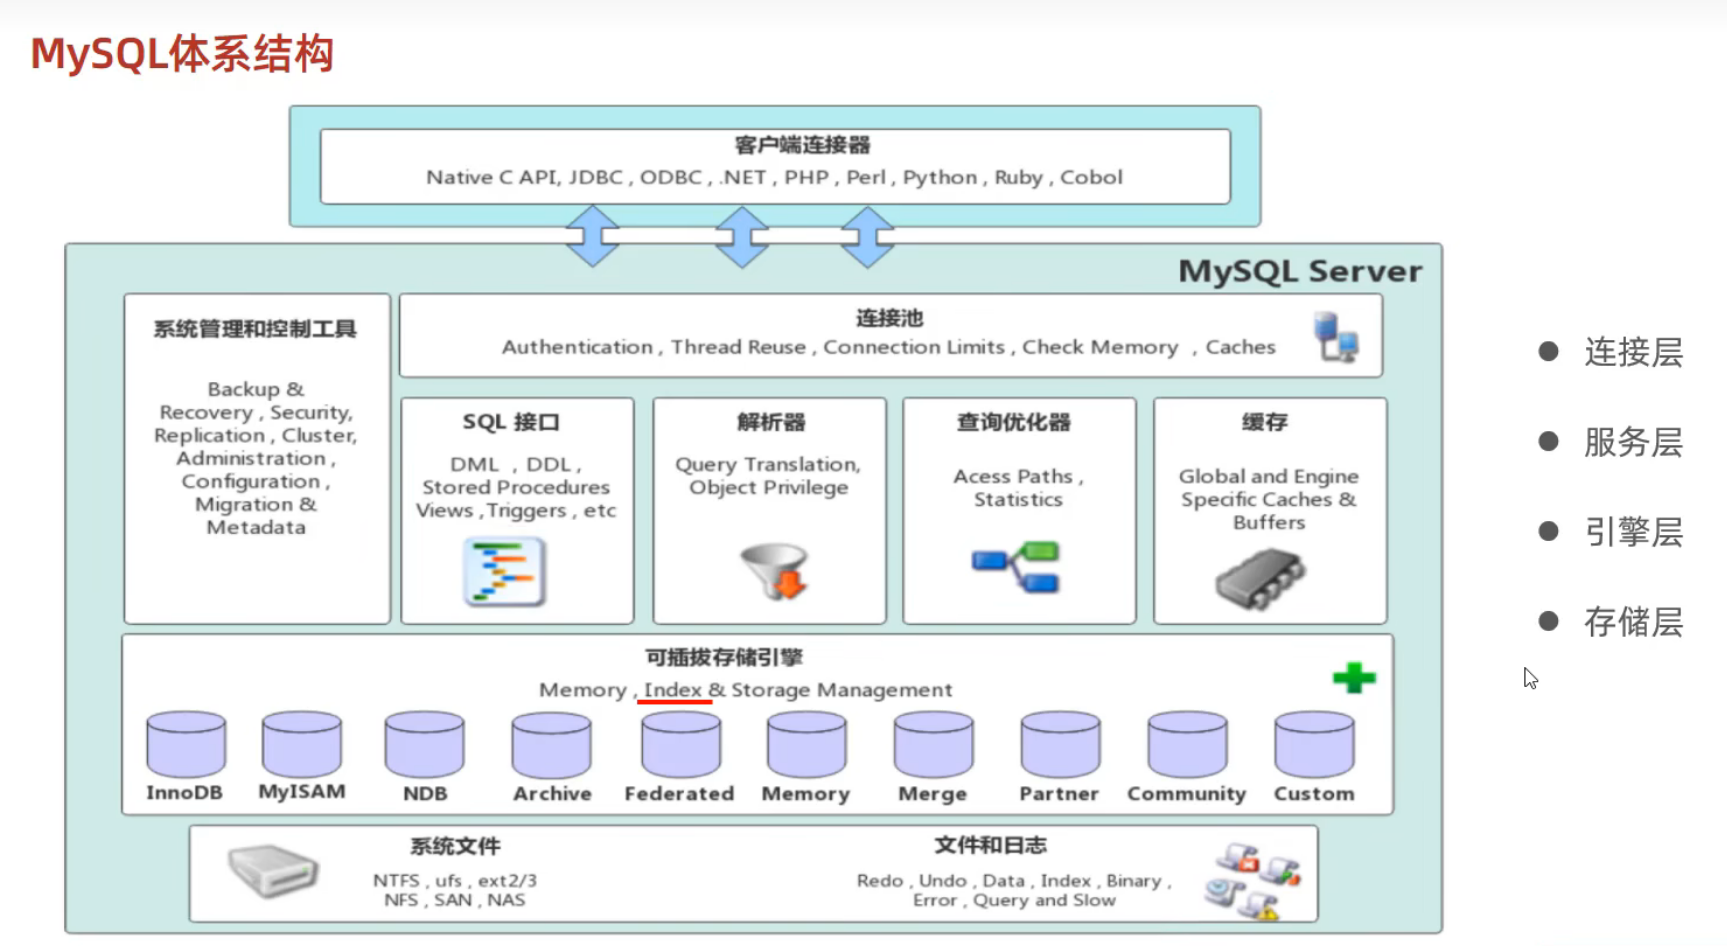 MySQL体系结构
客户端连接器
Native C API, JDBC , ODBC , .NET , PHP , Perl , Python , Ruby , Cobol
MySQL Server
系统管理和控制工具
Backup &
Recovery , Security,
Replication , Cluster,
Administration ,
Configuration ,
Migration &
Metadata
连接池
Authentication , Thread Reuse , Connection Limits , Check Memory , Caches
SQL 接口
DML , DDL ,
Stored Procedures
Views ,Triggers , etc
解析器
Query Translation,
Object Privilege
查询优化器
Acess Paths ,
Statistics
缓存
Global and Engine
Specific Caches &
Buffers
可插拔存储引擎
Memory , Index & Storage Management
InnoDB
MyISAM
NDB
Archive
Federated
Memory
Merge
Partner
Community
Custom
系统文件
NTFS , ufs , ext2/3
NFS , SAN , NAS
文件和日志
Redo , Undo , Data , Index , Binary ,
Error , Query and Slow
连接层
服务层
引擎层
存储层